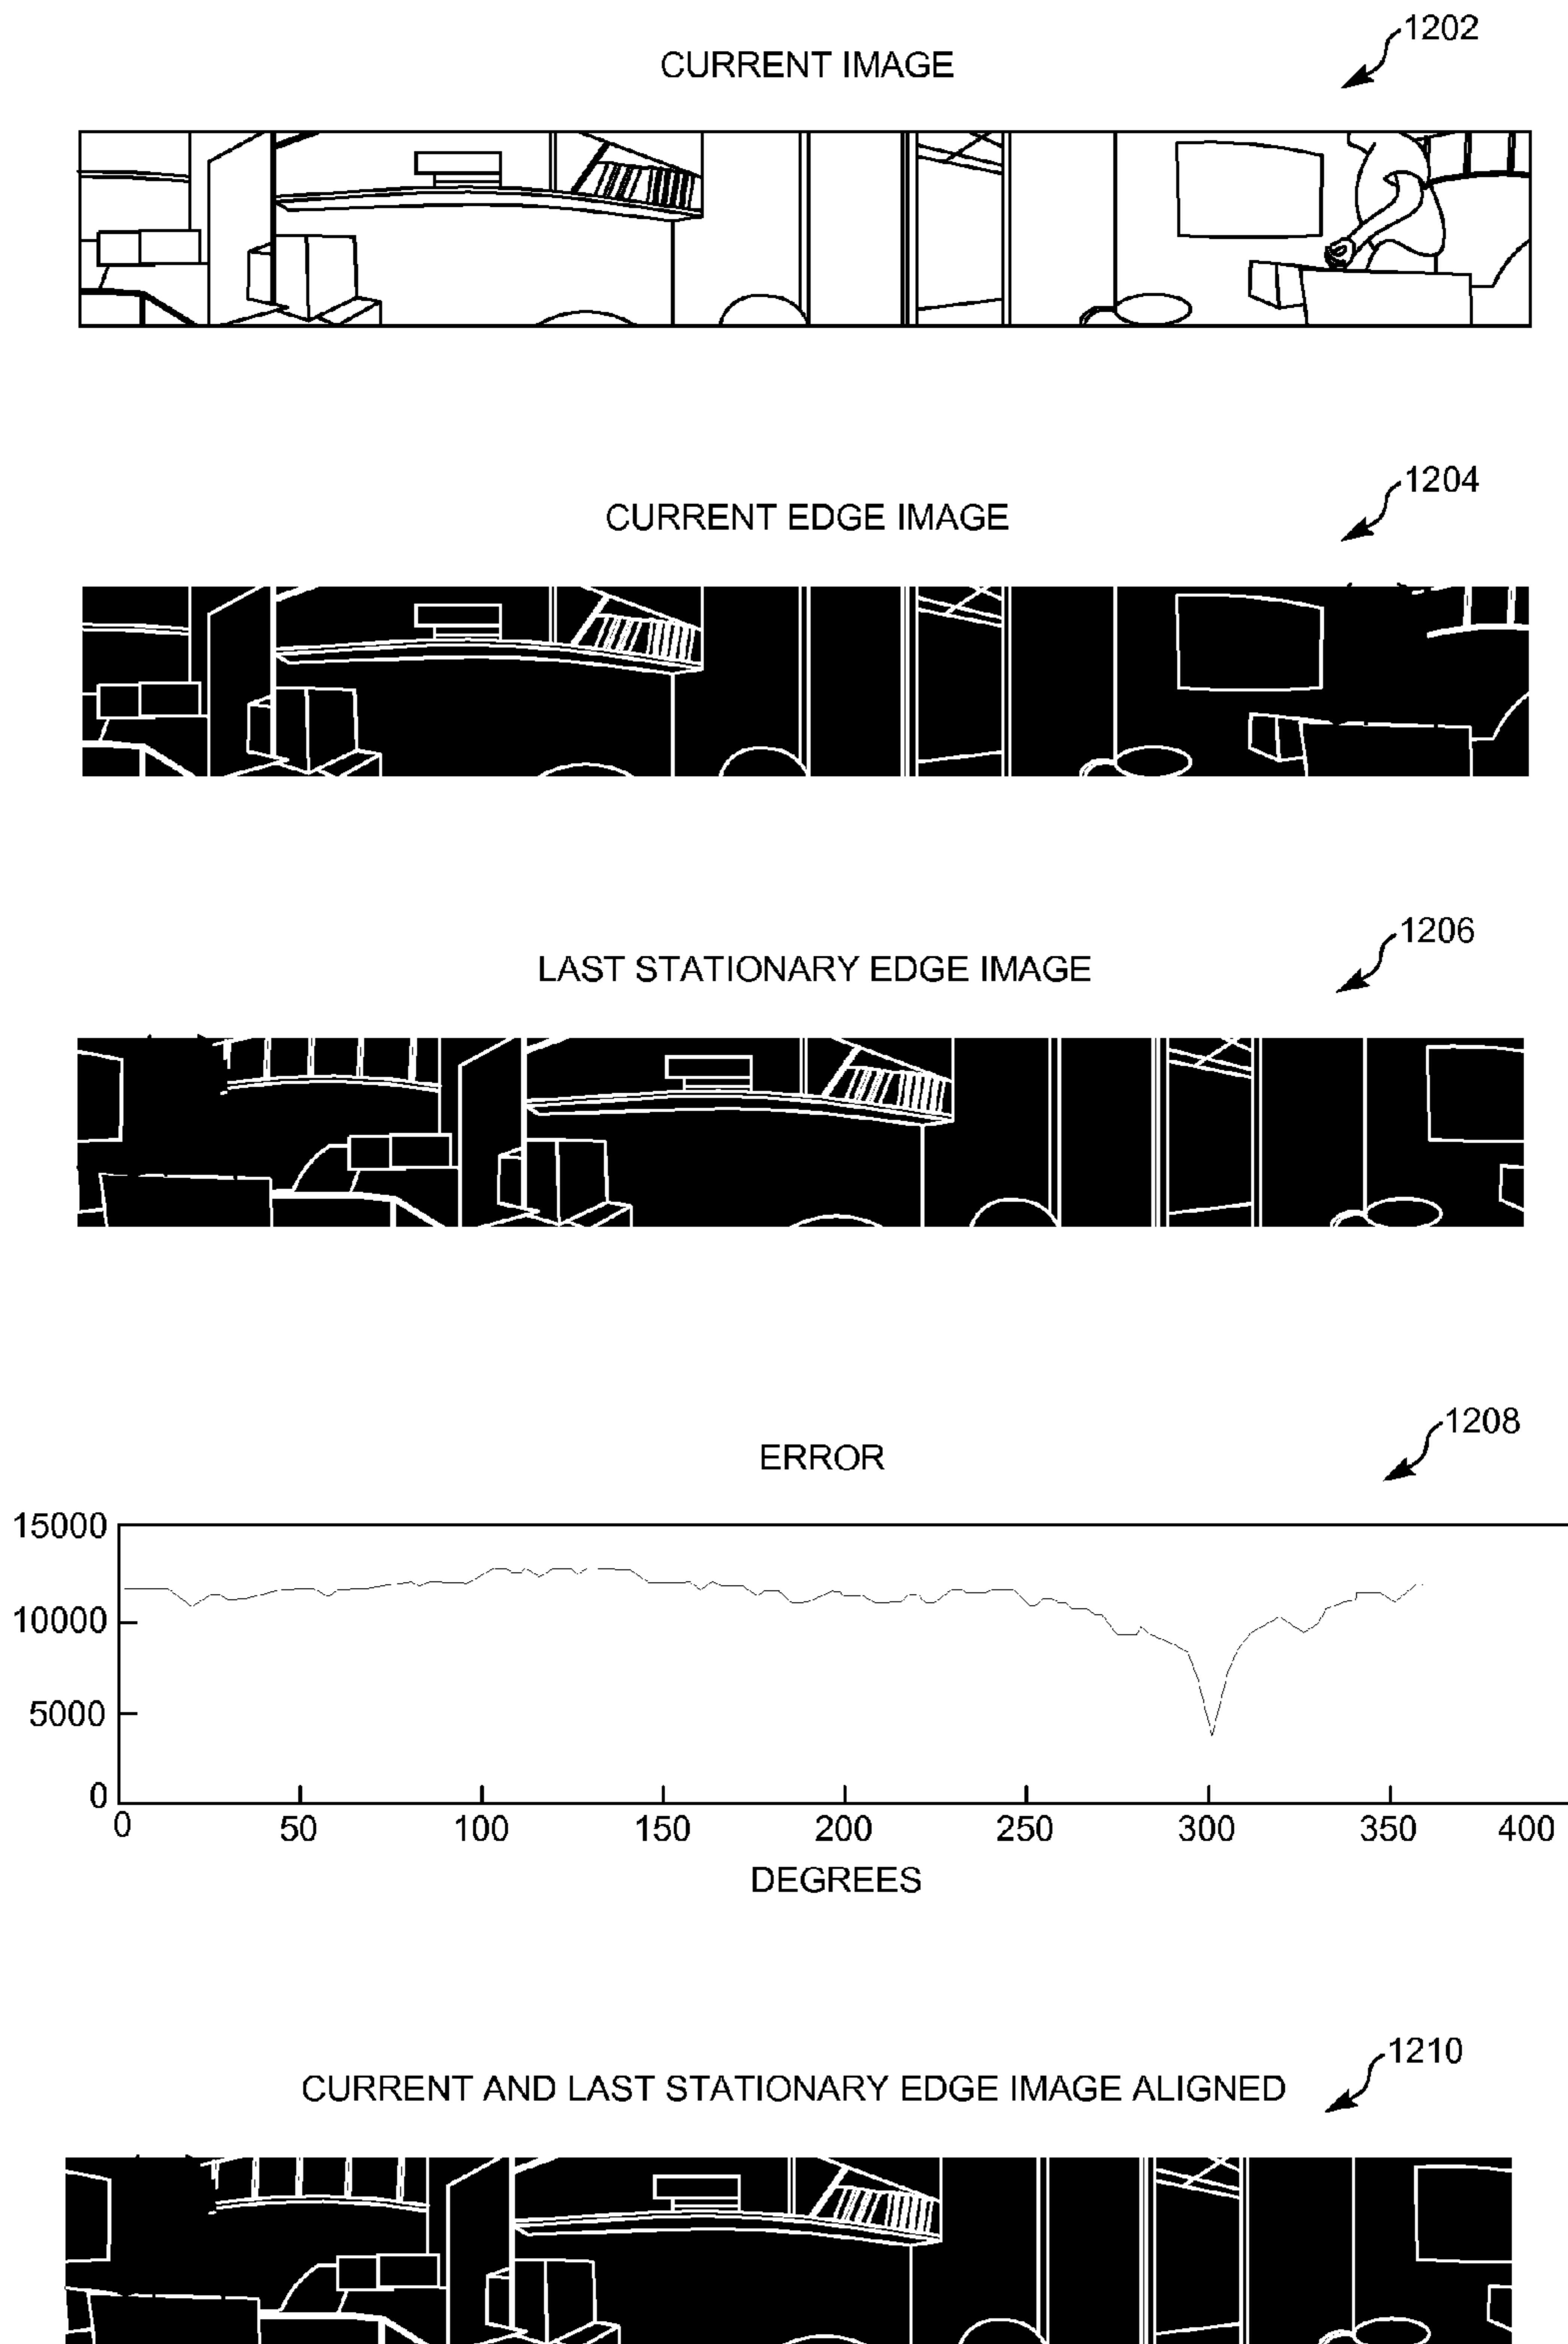 1202
CURRENT IMAGE
1204
CURRENT EDGE IMAGE
1206
LAST STATIONARY EDGE IMAGE
1208
ERROR
15000
10000
5000
0
0 50 100 150 200 250 300 350 400
DEGREES
1210
CURRENT AND LAST STATIONARY EDGE IMAGE ALIGNED